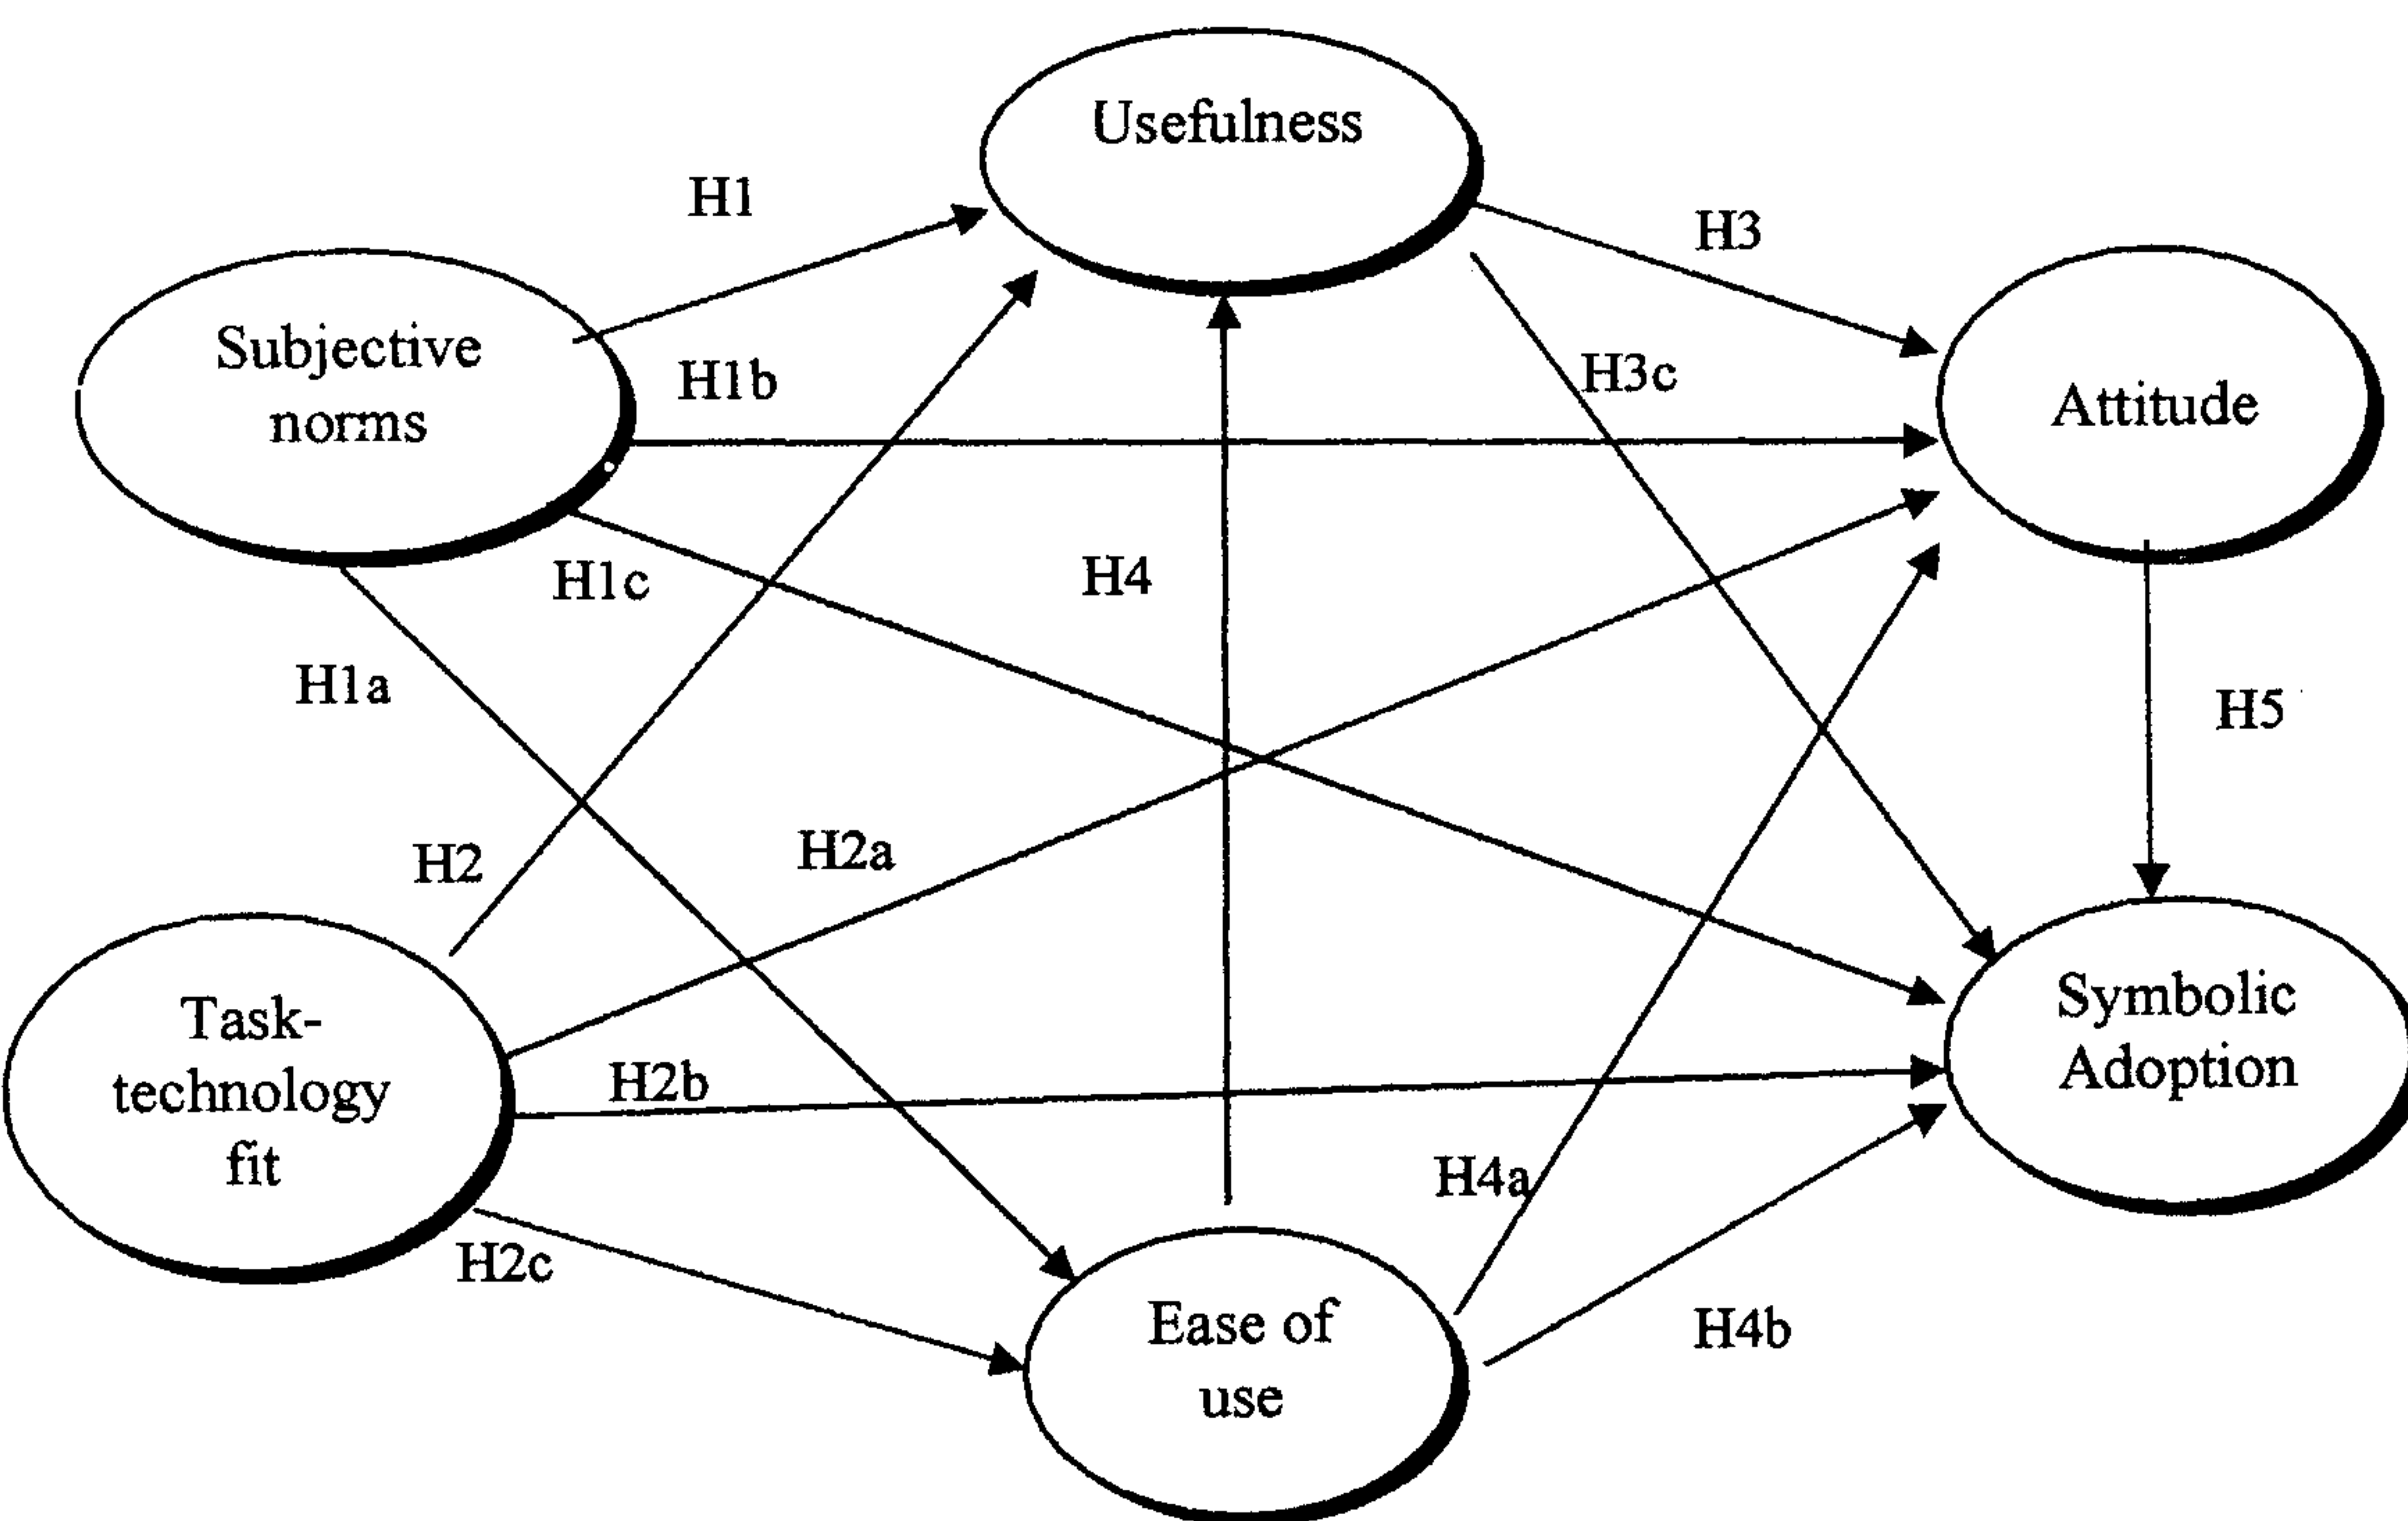 Usefulness
H1
H3
Subjective
norms
H1b
H3c
Attitude
H1c
H4
H1a
H5
H2
H2a
Task-
technology
fit
H2b
Symbolic
Adoption
H4a
H2c
Ease of
use
H4b